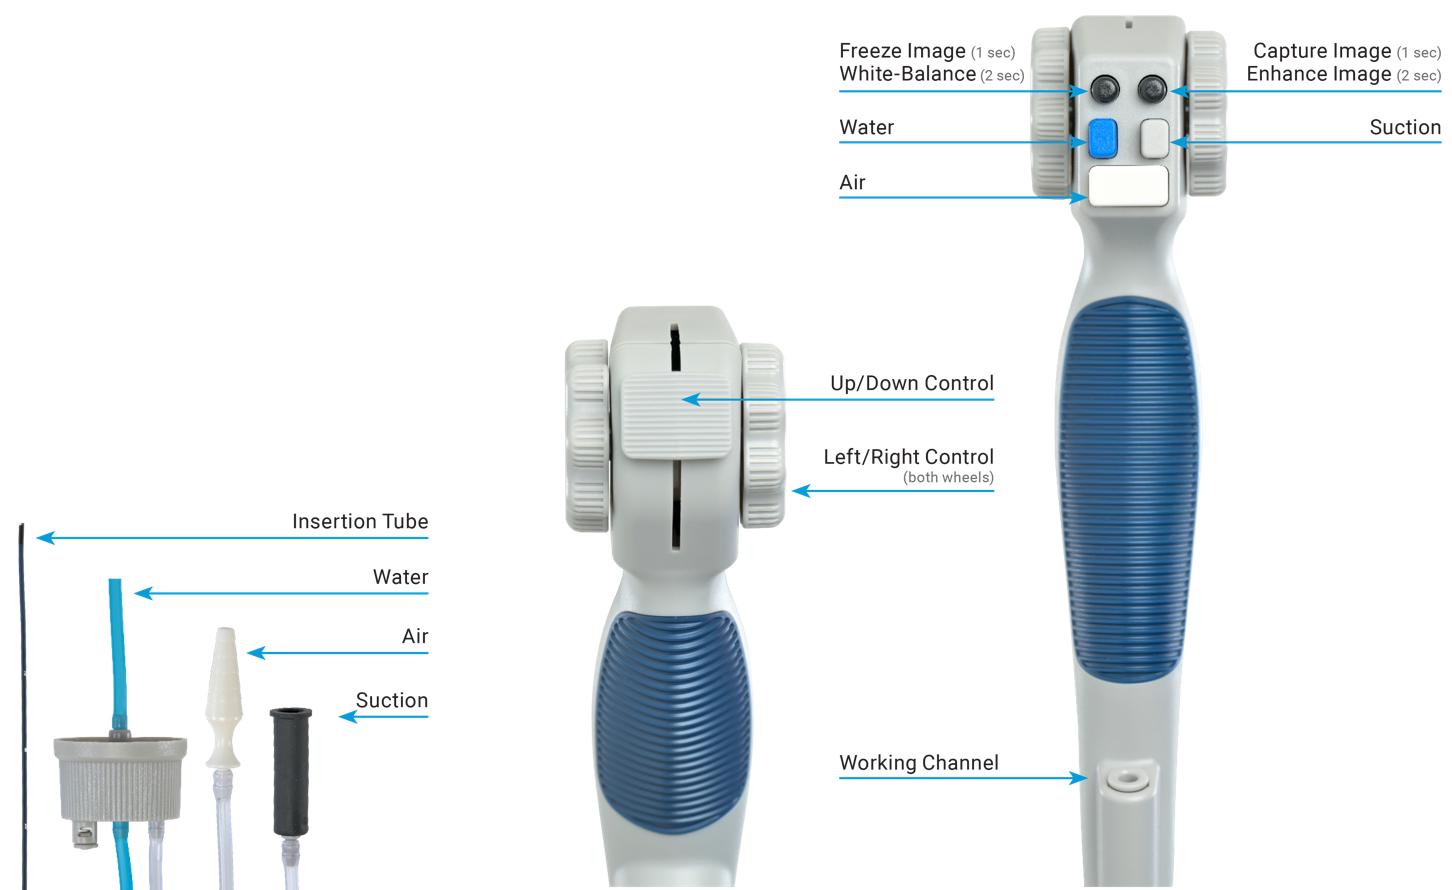 Freeze Image (1 sec)
White-Balance (2 sec)
Capture Image (1 sec)
Enhance Image (2 sec)
Water
Suction
Air
Up/Down Control
Left/Right Control
(both wheels)
Insertion Tube
Water
Air
Suction
Working Channel